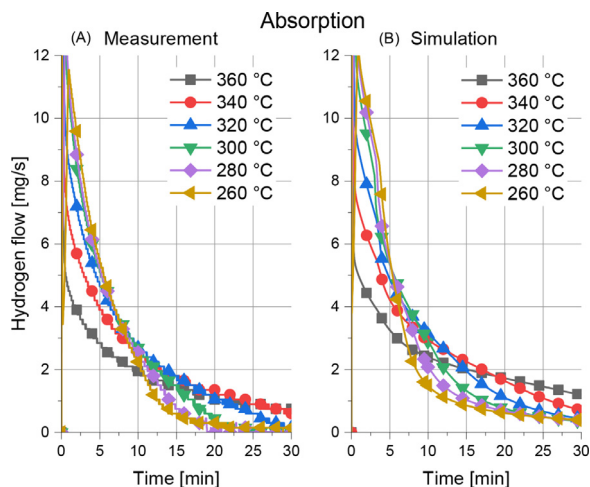 Absorption
(A) Measurement
(B) Simulation
Hydrogen flow [mg/s]
12
10
8
6
4
2
0
360 °C
340 °C
320 °C
300 °C
280 °C
260 °C
0 5 10 15 20 25 30
Time [min]
12
10
8
6
4
2
0
360 °C
340 °C
320 °C
300 °C
280 °C
260 °C
0 5 10 15 20 25 30
Time [min]